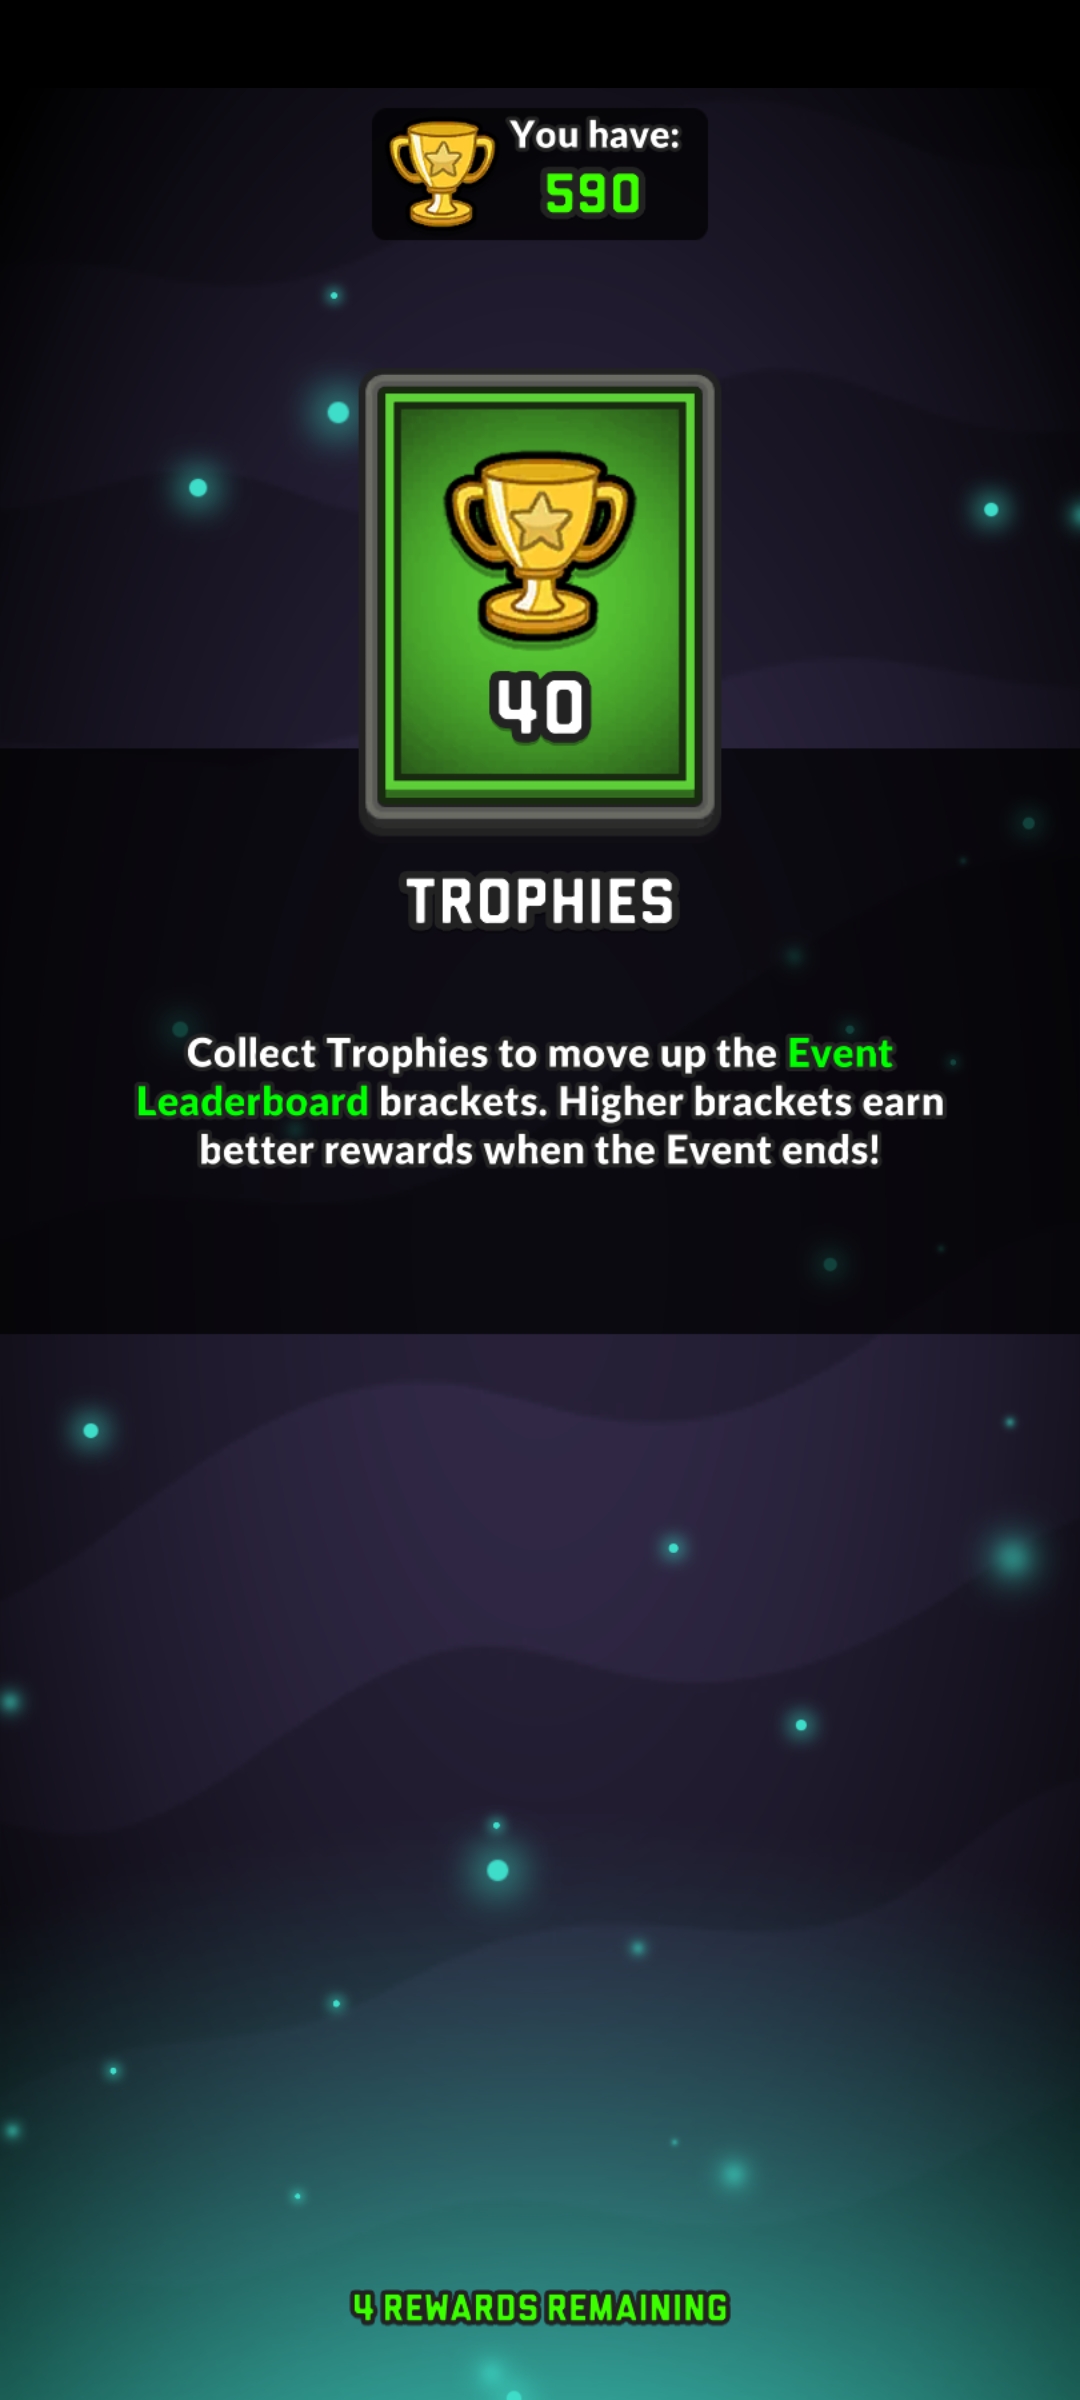 You have:
590
40
TROPHIES
Collect Trophies to move up the Event
Leaderboard brackets. Higher brackets earn
better rewards when the Event ends!
4 REWARDS REMAINING